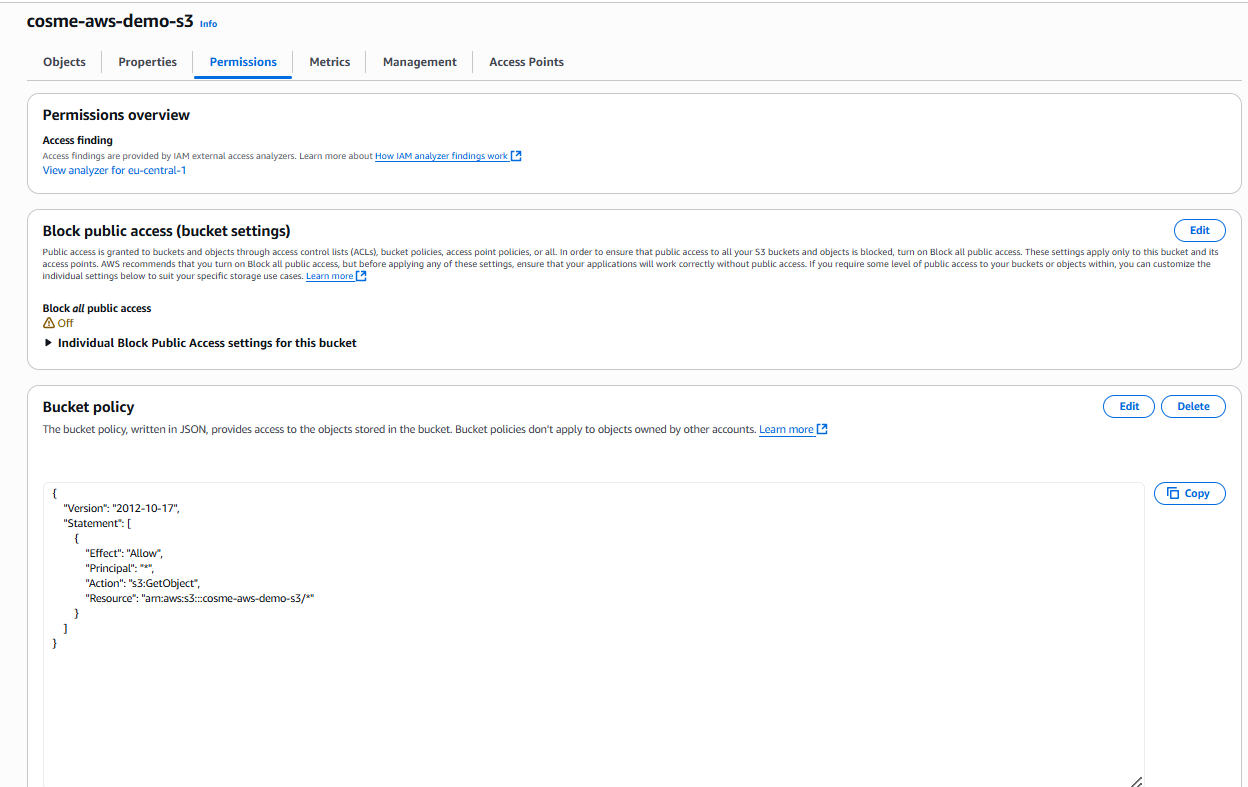 cosme-aws-demo-s3 Info
Objects Properties Permissions Metrics Management Access Points
Permissions overview
Access finding
Access findings are provided by IAM external access analyzers. Learn more about How IAM analyzer findings work
View analyzer for eu-central-1
Block public access (bucket settings) Edit
Public access is granted to buckets and objects through access control lists (ACLs), bucket policies, access point policies, or all. In order to ensure that public access to all your S3 buckets and objects is blocked, turn on Block all public access. These settings apply only to this bucket and its
access points. AWS recommends that you turn on Block all public access, but before applying any of these settings, ensure that your applications will work correctly without public access. If you require some level of public access to your buckets or objects within, you can customize the
individual settings below to suit your specific storage use cases. Learn more
Block all public access
Off
Individual Block Public Access settings for this bucket
Bucket policy Edit Delete
The bucket policy, written in JSON, provides access to the objects stored in the bucket. Bucket policies don't apply to objects owned by other accounts. Learn more
Copy
{
"Version": "2012-10-17",
"Statement": [
{
"Effect": "Allow",
"Principal": "*",
"Action": "s3:GetObject",
"Resource": "arn:aws:s3:::cosme-aws-demo-s3/*"
}
]
}